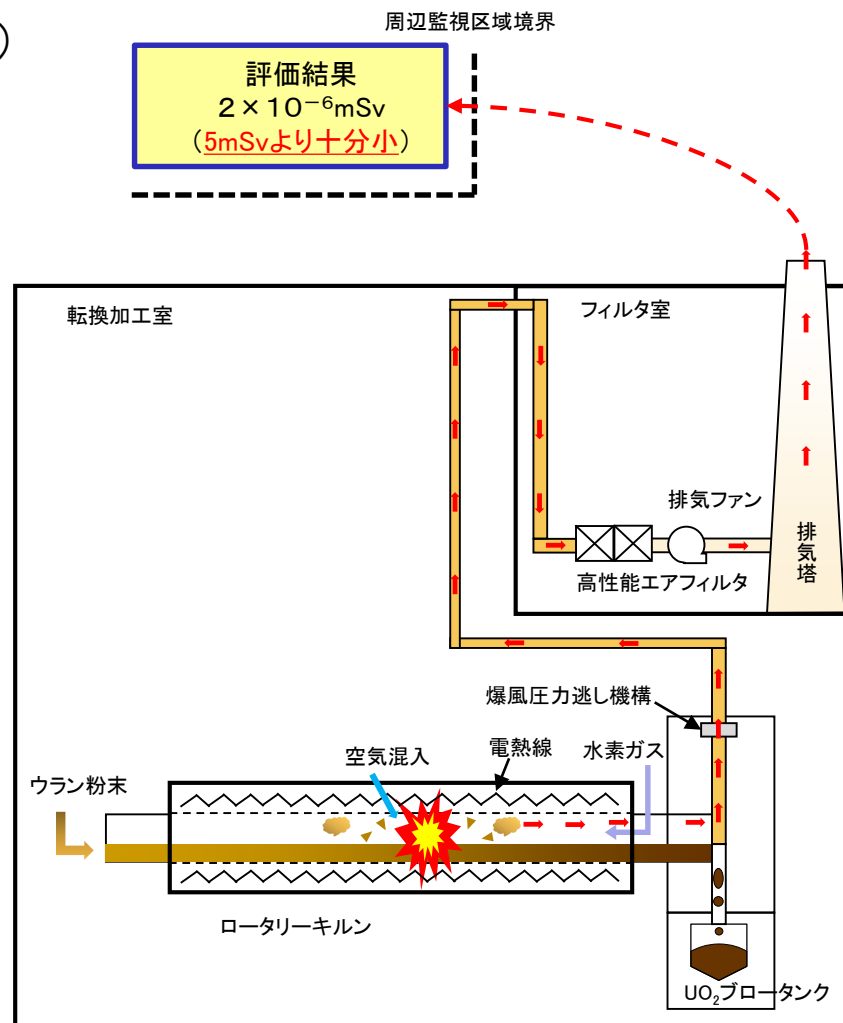 周辺監視区域境界
評価結果
2×10⁻⁶mSv
(5mSvより十分小)
転換加工室
フィルタ室
排気ファン
排気塔
高性能エアフィルタ
爆風圧力逃し機構
空気混入
電熱線
水素ガス
ウラン粉末
ロータリーキルン
UO₂ブロータンク